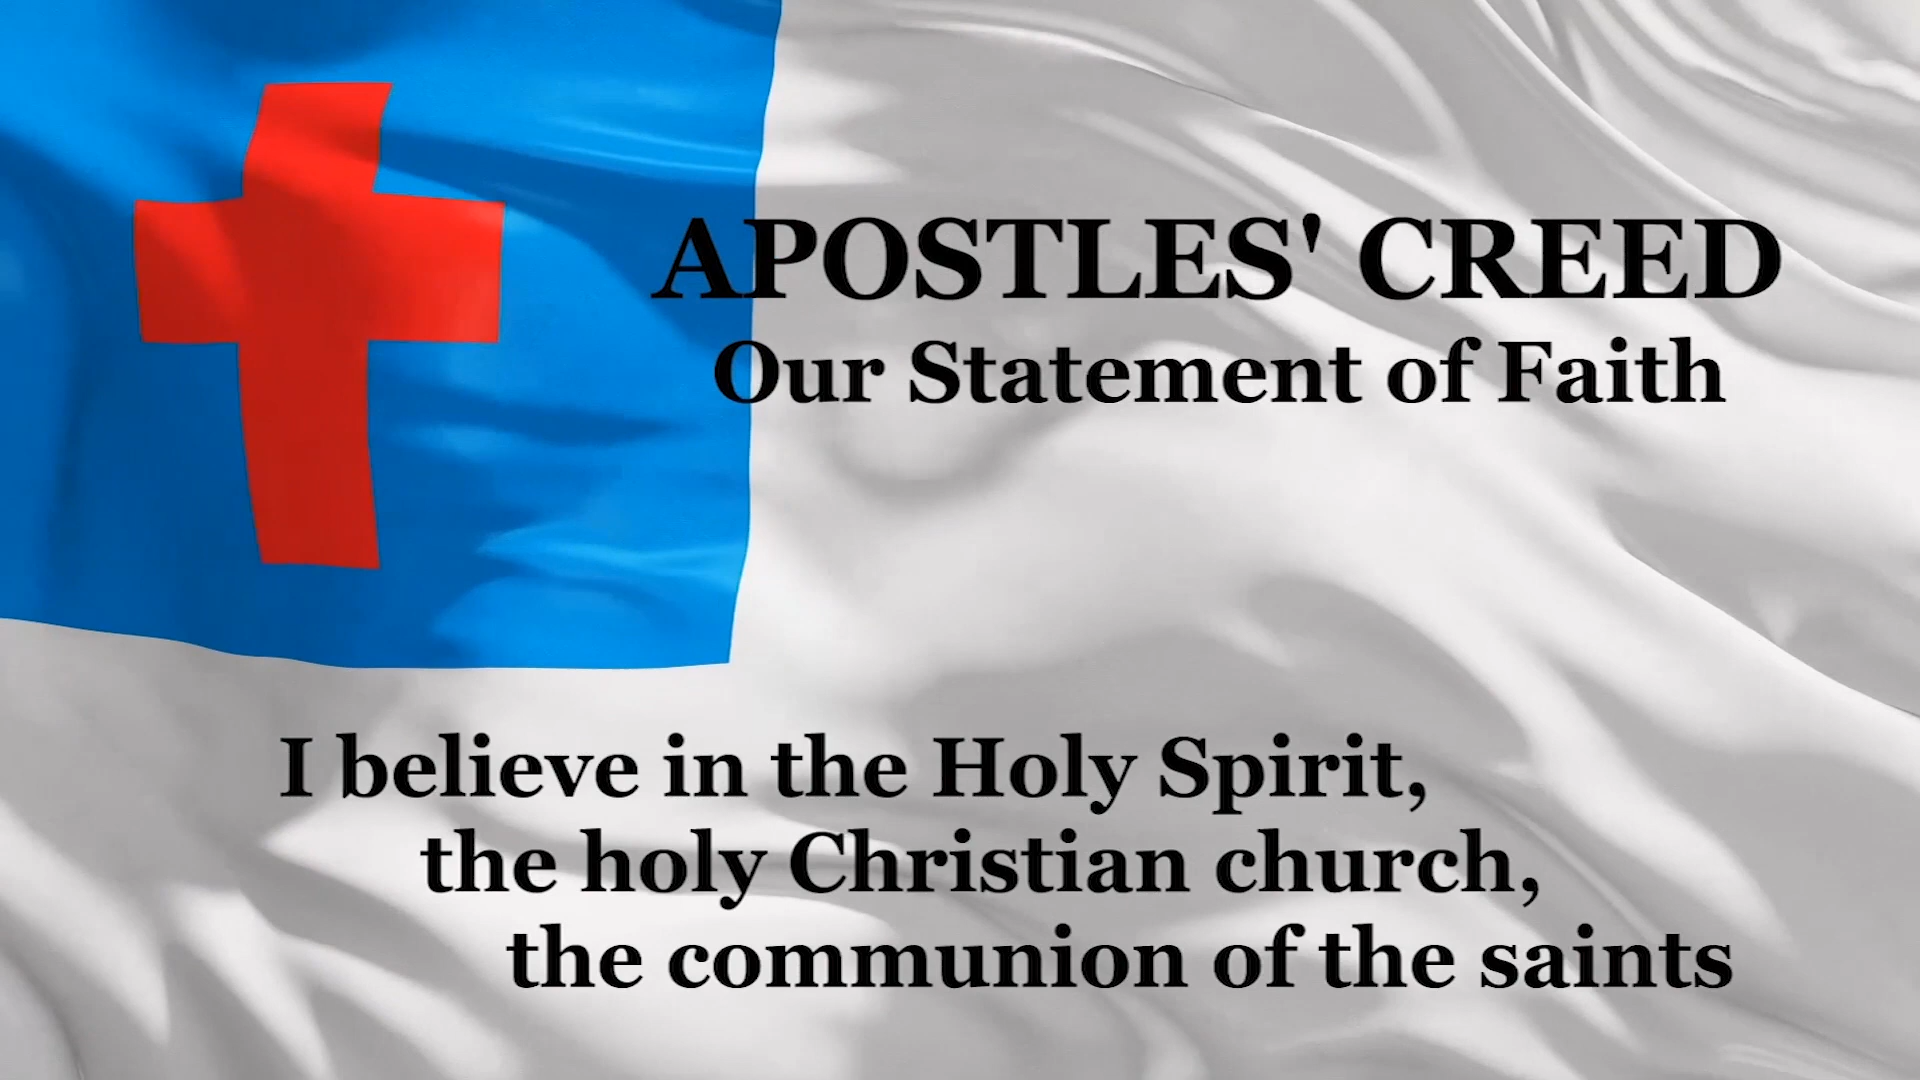 APOSTLES' CREED
Our Statement of Faith
I believe in the Holy Spirit,
the holy Christian church,
the communion of the saints